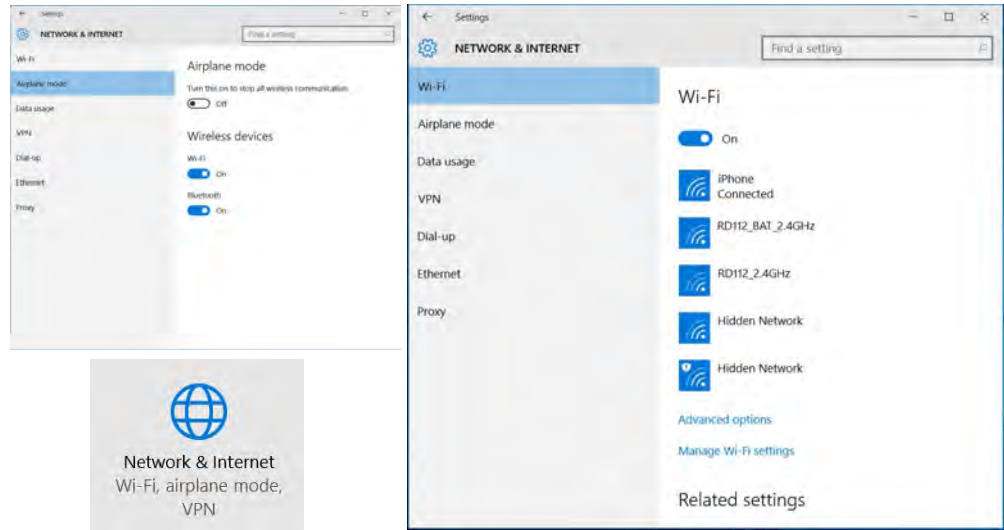 Settings
NETWORK & INTERNET
Find a setting
Wi-Fi
Airplane mode
Data usage
VPN
Dial-up
Ethernet
Proxy
Airplane mode
Turn this on to stop all wireless communication.
Off
Wireless devices
Wi-Fi
On
Bluetooth
On
Network & Internet
Wi-Fi, airplane mode,
VPN
Settings
NETWORK & INTERNET
Find a setting
Wi-Fi
Airplane mode
Data usage
VPN
Dial-up
Ethernet
Proxy
Wi-Fi
On
iPhone
Connected
RD112_BAT_2.4GHz
RD112_2.4GHz
Hidden Network
Hidden Network
Advanced options
Manage Wi-Fi settings
Related settings